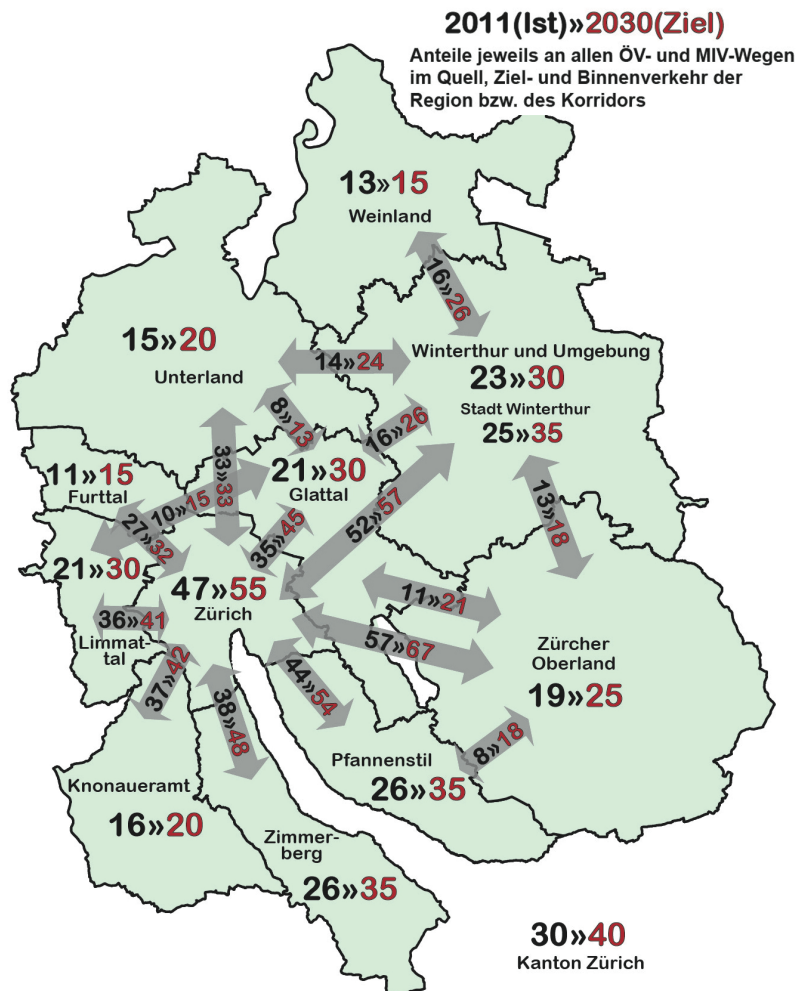 2011(Ist)»2030(Ziel)
Anteile jeweils an allen ÖV- und MIV-Wegen
im Quell, Ziel- und Binnenverkehr der
Region bzw. des Korridors
13»15
Weinland
16»26
15»20
Unterland
14»24
Winterthur und Umgebung
23»30
Stadt Winterthur
25»35
8»13
16»26
33»33
11»15
Furttal
21»30
Glattal
10»15
27»32
35»45
52»57
13»18
21»30
36»41
Limmat-
tal
47»55
Zürich
11»21
57»67
Zürcher
Oberland
19»25
37»42
38»48
44»54
8»18
Pfannenstil
26»35
Knonaueramt
16»20
Zimmer-
berg
26»35
30»40
Kanton Zürich